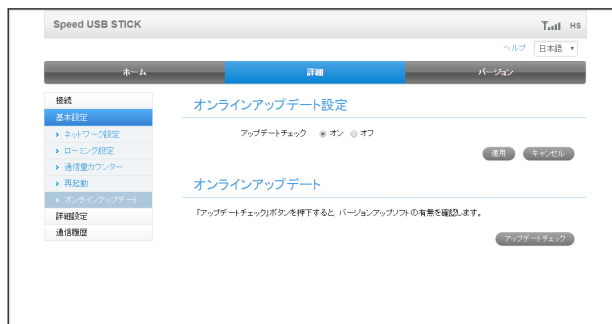 Speed USB STICK
HS
ヘルプ 日本語
ホーム 詳細 バージョン
接続
基本設定
ネットワーク設定
ローミング設定
通信量カウンター
再起動
オンラインアップデート
詳細設定
通信履歴
オンラインアップデート設定
アップデートチェック オン オフ
適用 キャンセル
オンラインアップデート
「アップデートチェック」ボタンを押下すると、バージョンアップソフトの有無を確認します。
アップデートチェック